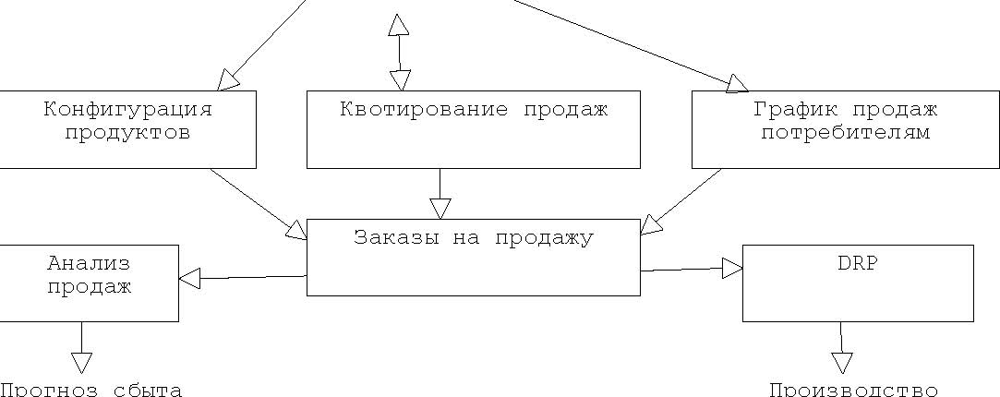 Конфигурация
продуктов
Квотирование продаж
График продаж
потребителям
Заказы на продажу
Анализ
продаж
DRP
Прогноз сбыта
Производство